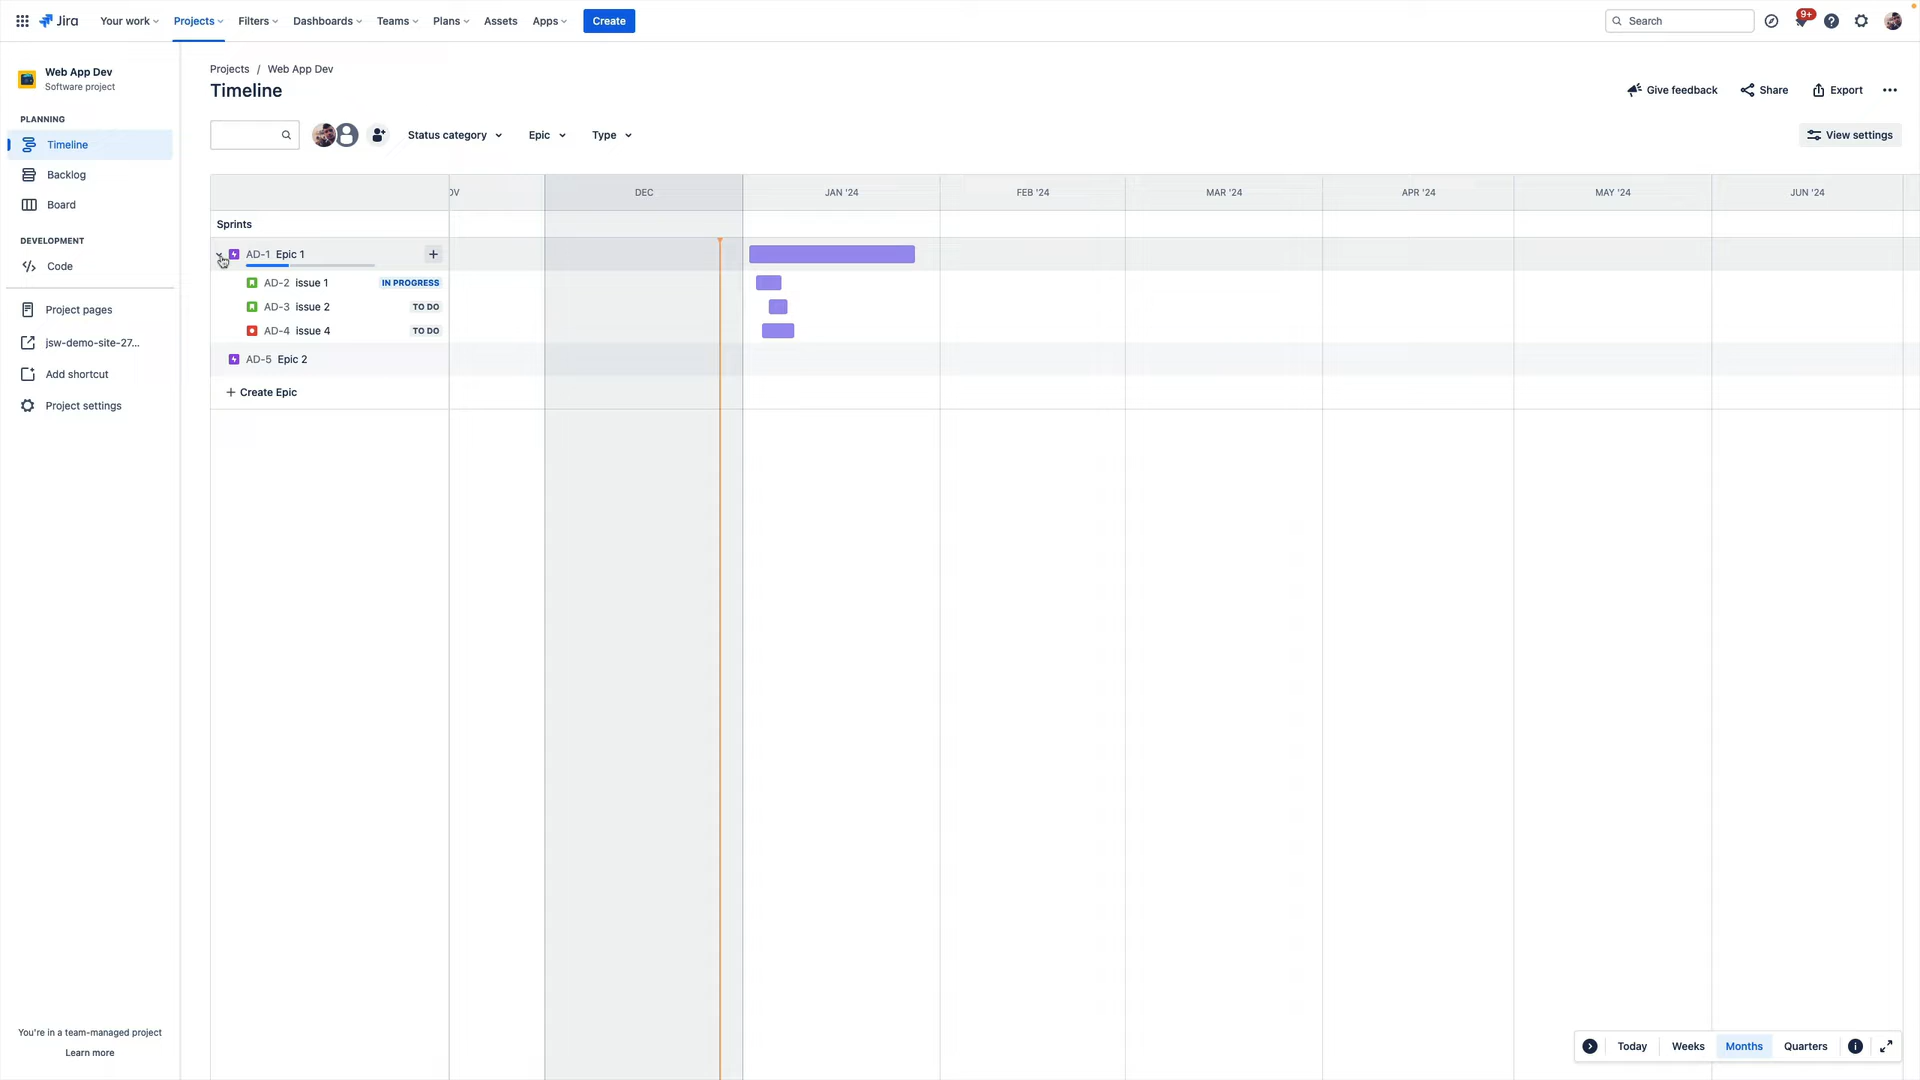 Jira
Your work
Projects
Filters
Dashboards
Teams
Plans
Assets
Apps
Create
Search
9+
Web App Dev
Software project
PLANNING
Timeline
Backlog
Board
DEVELOPMENT
Code
Project pages
jsw-demo-site-27...
Add shortcut
Project settings
You're in a team-managed project
Learn more
Projects / Web App Dev
Timeline
Give feedback
Share
Export
Status category
Epic
Type
View settings
OV
DEC
JAN '24
FEB '24
MAR '24
APR '24
MAY '24
JUN '24
Sprints
AD-1 Epic 1
AD-2 issue 1 IN PROGRESS
AD-3 issue 2 TO DO
AD-4 issue 4 TO DO
AD-5 Epic 2
+ Create Epic
Today
Weeks
Months
Quarters